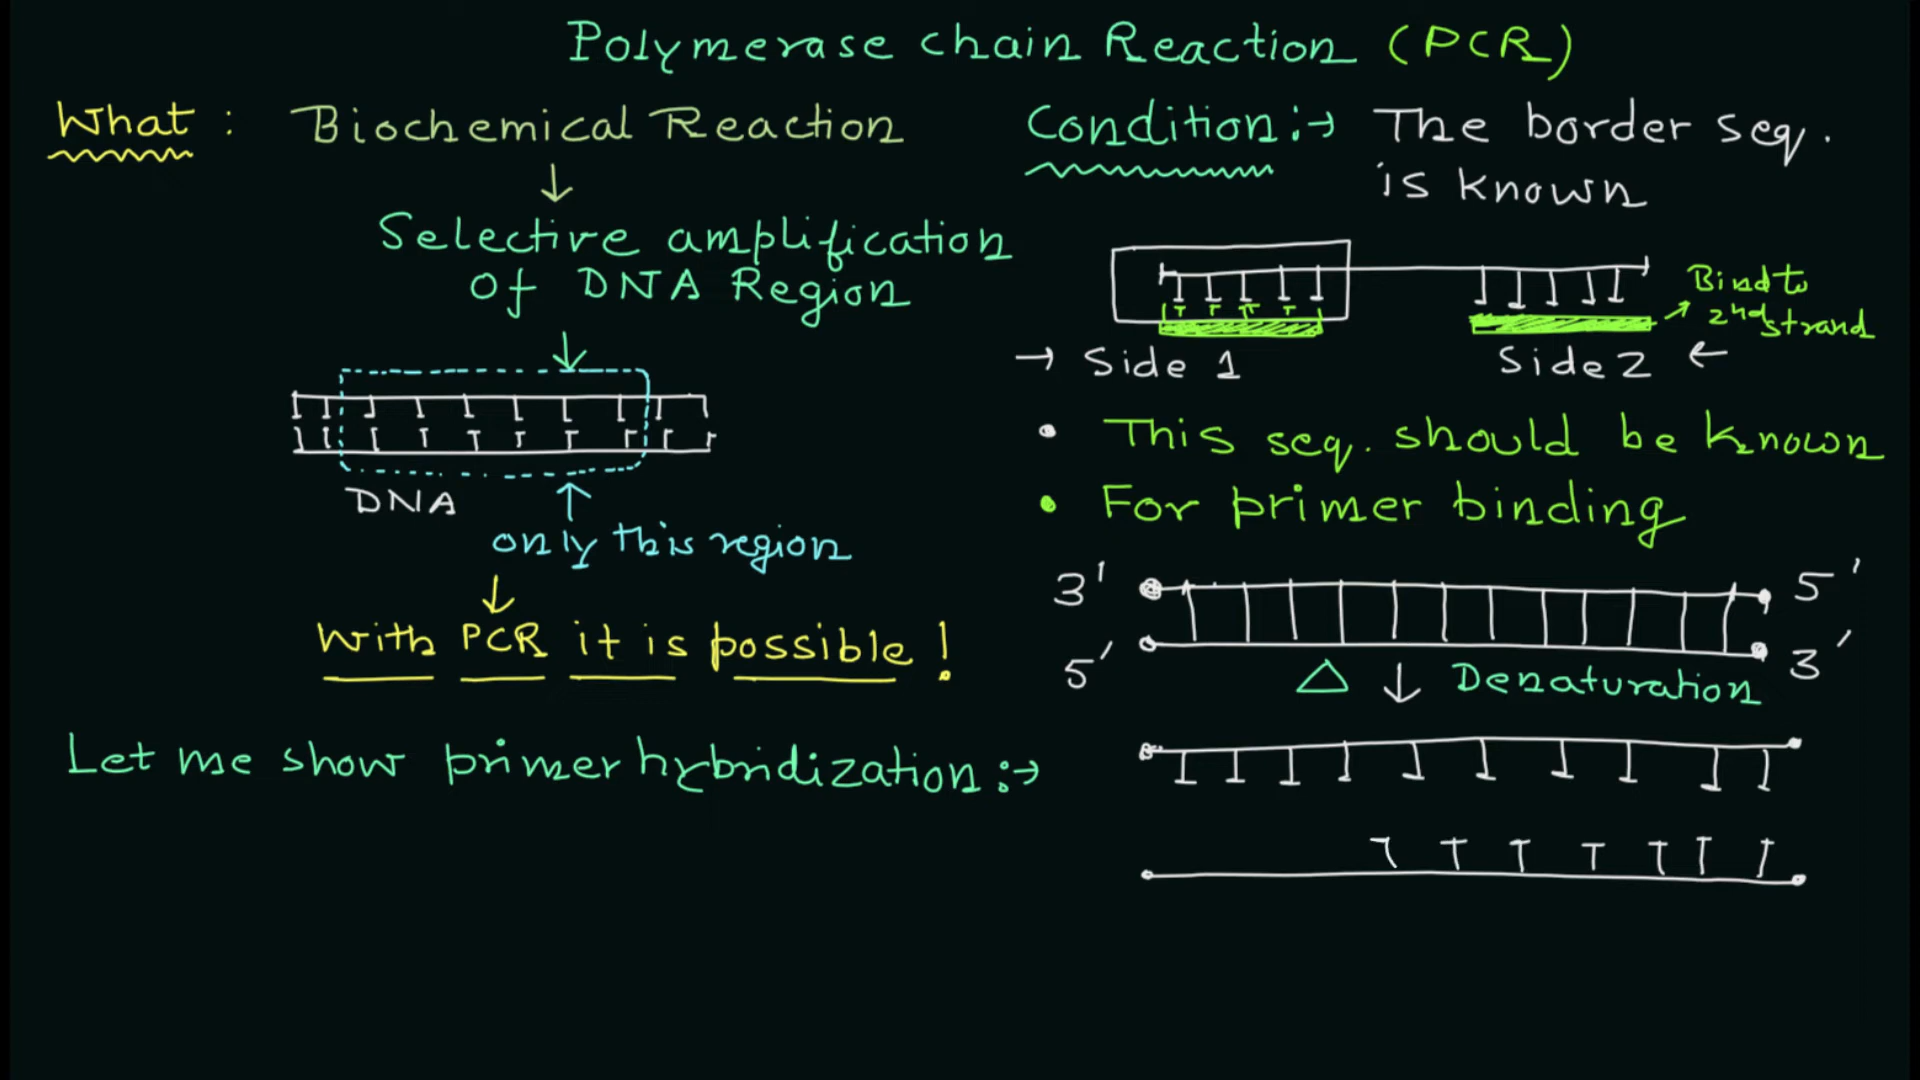 Polymerase chain Reaction (PCR)
What : Biochemical Reaction
↓
Selective amplification
of DNA Region
↓
DNA
↑
only this region
↓
With PCR it is possible !
Let me show primer hybridization :→
Condition :→ The border seq.
is known
Bind to
2nd strand
→ Side 1
Side 2 ←
• This seq. should be known
• For primer binding
3' 5'
5' 3'
△ ↓ Denaturation